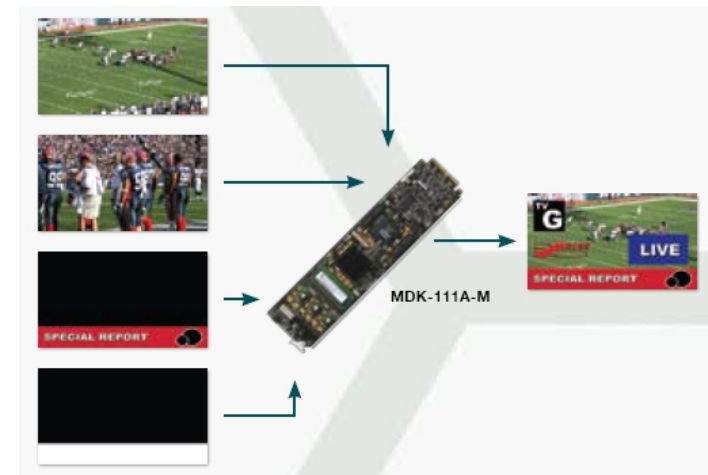 SPECIAL REPORT
MDK-111A-M
TV
G
LIVE
SPECIAL REPORT